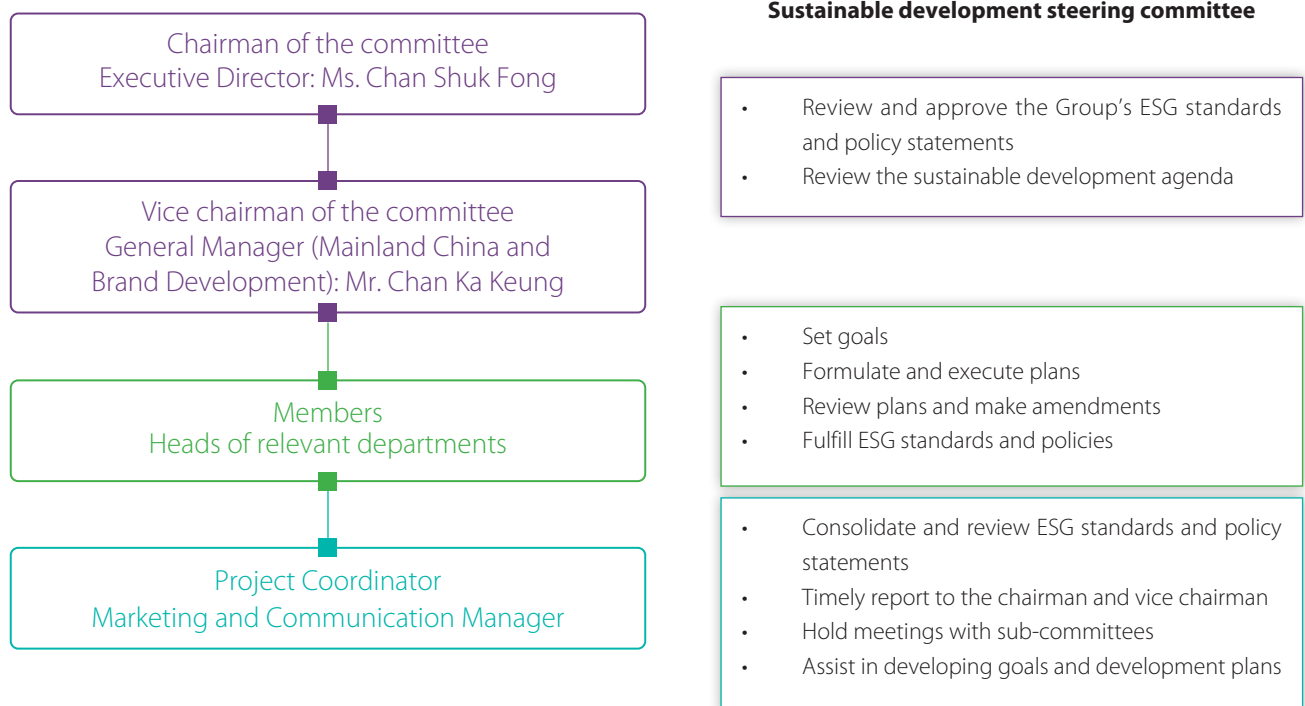 Sustainable development steering committee
Chairman of the committee
Executive Director: Ms. Chan Shuk Fong
• Review and approve the Group’s ESG standards
and policy statements
• Review the sustainable development agenda
Vice chairman of the committee
General Manager (Mainland China and
Brand Development): Mr. Chan Ka Keung
Members
Heads of relevant departments
• Set goals
• Formulate and execute plans
• Review plans and make amendments
• Fulfill ESG standards and policies
Project Coordinator
Marketing and Communication Manager
• Consolidate and review ESG standards and policy
statements
• Timely report to the chairman and vice chairman
• Hold meetings with sub-committees
• Assist in developing goals and development plans